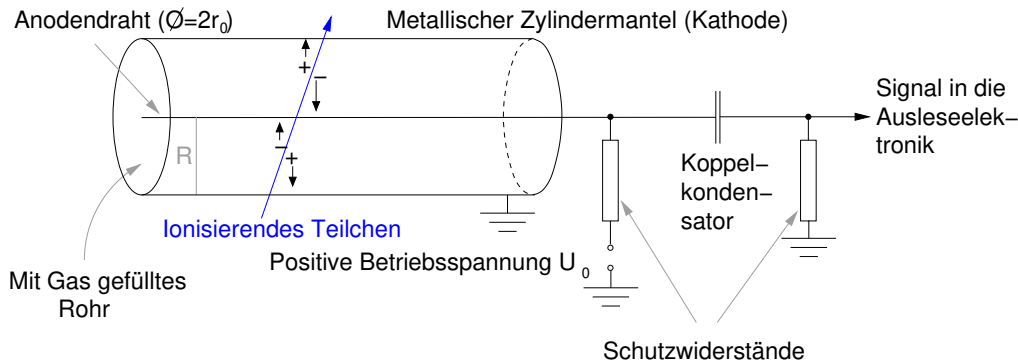 Anodendraht (Ø=2r₀)
Metallischer Zylindermantel (Kathode)
+
−
−
+
R
Signal in die
Ausleseelek−
tronik
Koppel−
konden−
sator
Ionisierendes Teilchen
Positive Betriebsspannung U₀
Mit Gas gefülltes
Rohr
Schutzwiderstände